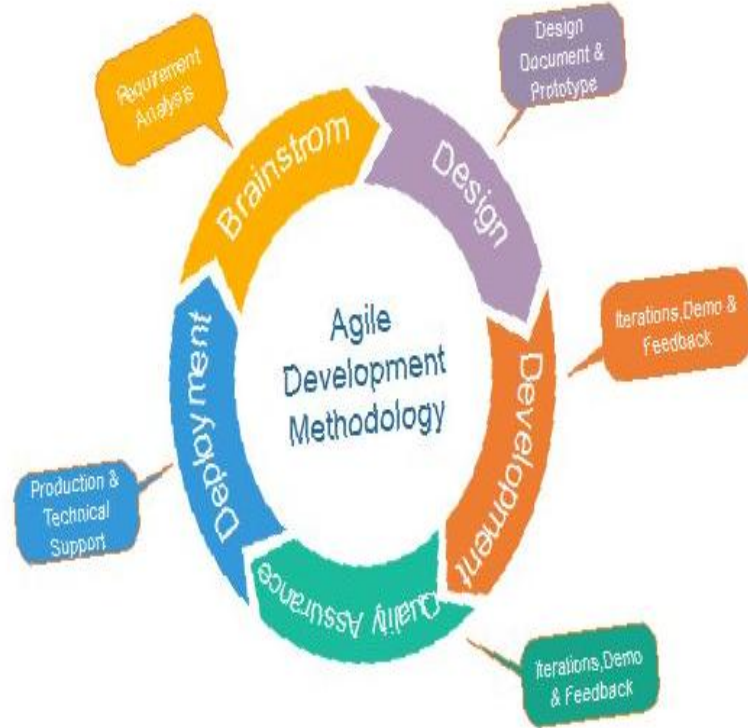 Requirement
Analysis
Brainstrom
Design
Document &
Prototype
Design
Iterations,Demo &
Feedback
Development
Agile
Development
Methodology
Deployment
Production &
Technical
Support
Quality Assurance
Iterations,Demo
& Feedback